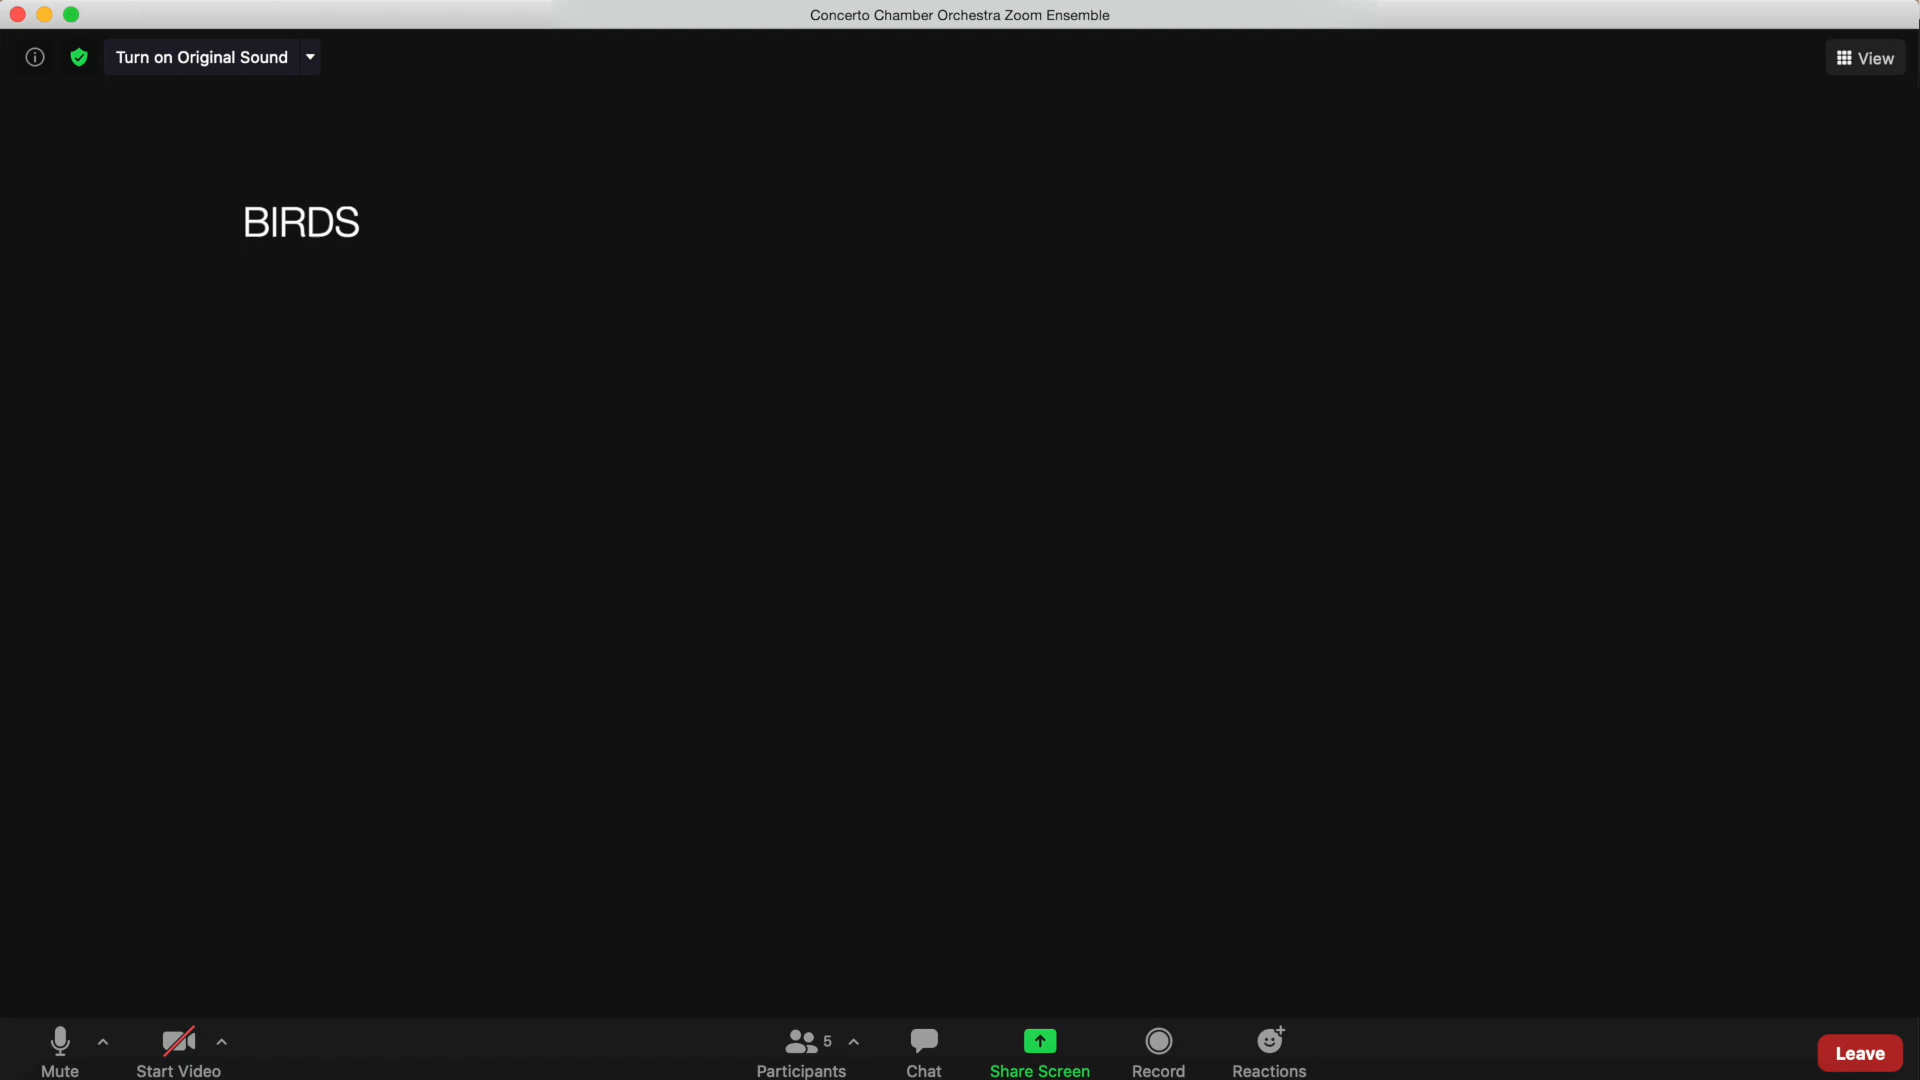 Concerto Chamber Orchestra Zoom Ensemble
Turn on Original Sound
View
BIRDS
5
Mute
Start Video
Participants
Chat
Share Screen
Record
Reactions
Leave